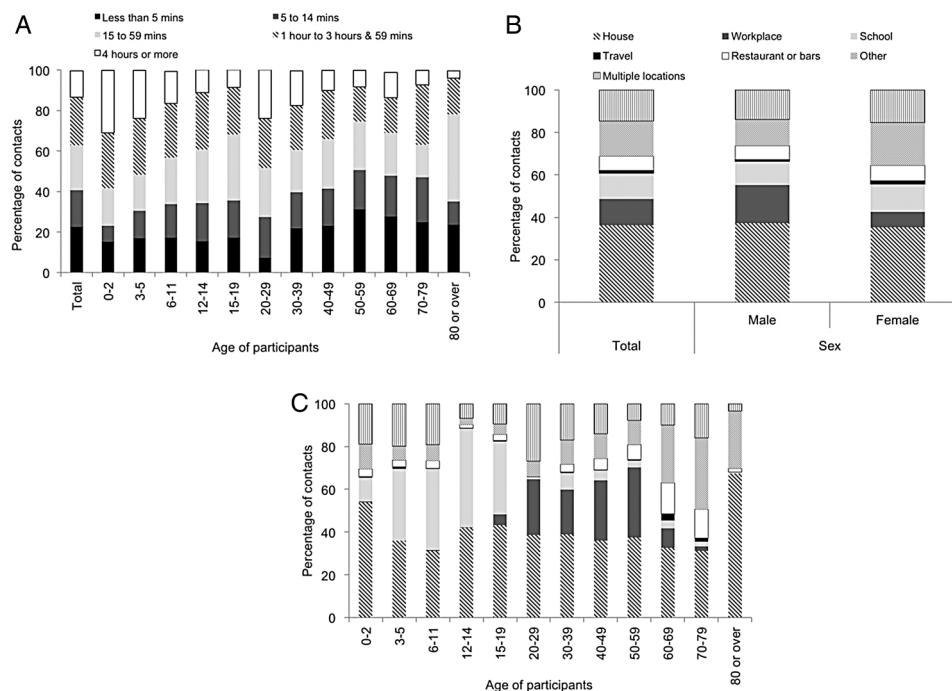 A
Less than 5 mins
5 to 14 mins
15 to 59 mins
1 hour to 3 hours & 59 mins
4 hours or more
Percentage of contacts
100
80
60
40
20
0
Total
0-2
3-5
6-11
12-14
15-19
20-29
30-39
40-49
50-59
60-69
70-79
80 or over
Age of participants
B
House
Workplace
School
Travel
Restaurant or bars
Other
Multiple locations
Percentage of contacts
100
80
60
40
20
0
Male
Female
Total
Sex
C
Percentage of contacts
100
80
60
40
20
0
0-2
3-5
6-11
12-14
15-19
20-29
30-39
40-49
50-59
60-69
70-79
80 or over
Age of participants